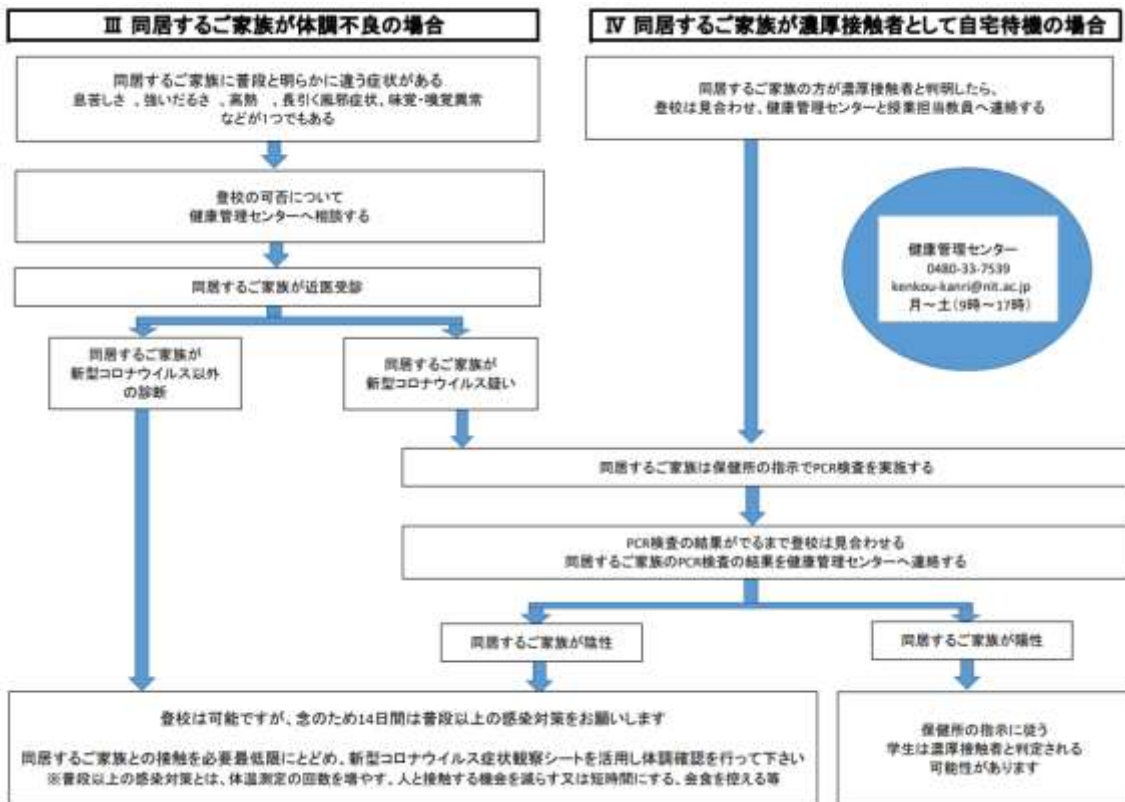 Ⅲ 同居するご家族が体調不良の場合
同居するご家族に普段と明らかに違う症状がある
息苦しさ 、強いだるさ 、高熱 、長引く風邪症状、味覚・嗅覚異常
などが1つでもある
登校の可否について
健康管理センターへ相談する
同居するご家族が近医受診
同居するご家族が
新型コロナウイルス以外
の診断
同居するご家族が
新型コロナウイルス疑い
Ⅳ 同居するご家族が濃厚接触者として自宅待機の場合
同居するご家族の方が濃厚接触者と判明したら、
登校は見合わせ、健康管理センターと授業担当教員へ連絡する
健康管理センター
0480-33-7539
kenkou-kanri@nit.ac.jp
月～土（9時～17時）
同居するご家族は保健所の指示でPCR検査を実施する
PCR検査の結果がでるまで登校は見合わせる
同居するご家族のPCR検査の結果を健康管理センターへ連絡する
同居するご家族が陰性
同居するご家族が陽性
登校は可能ですが、念のため14日間は普段以上の感染対策をお願いします
同居するご家族との接触を必要最低限にとどめ、新型コロナウイルス症状観察シートを活用し体調確認を行って下さい
※普段以上の感染対策とは、体温測定の回数を増やす、人と接触する機会を減らす又は短時間にする、会食を控える等
保健所の指示に従う
学生は濃厚接触者と判定される
可能性があります